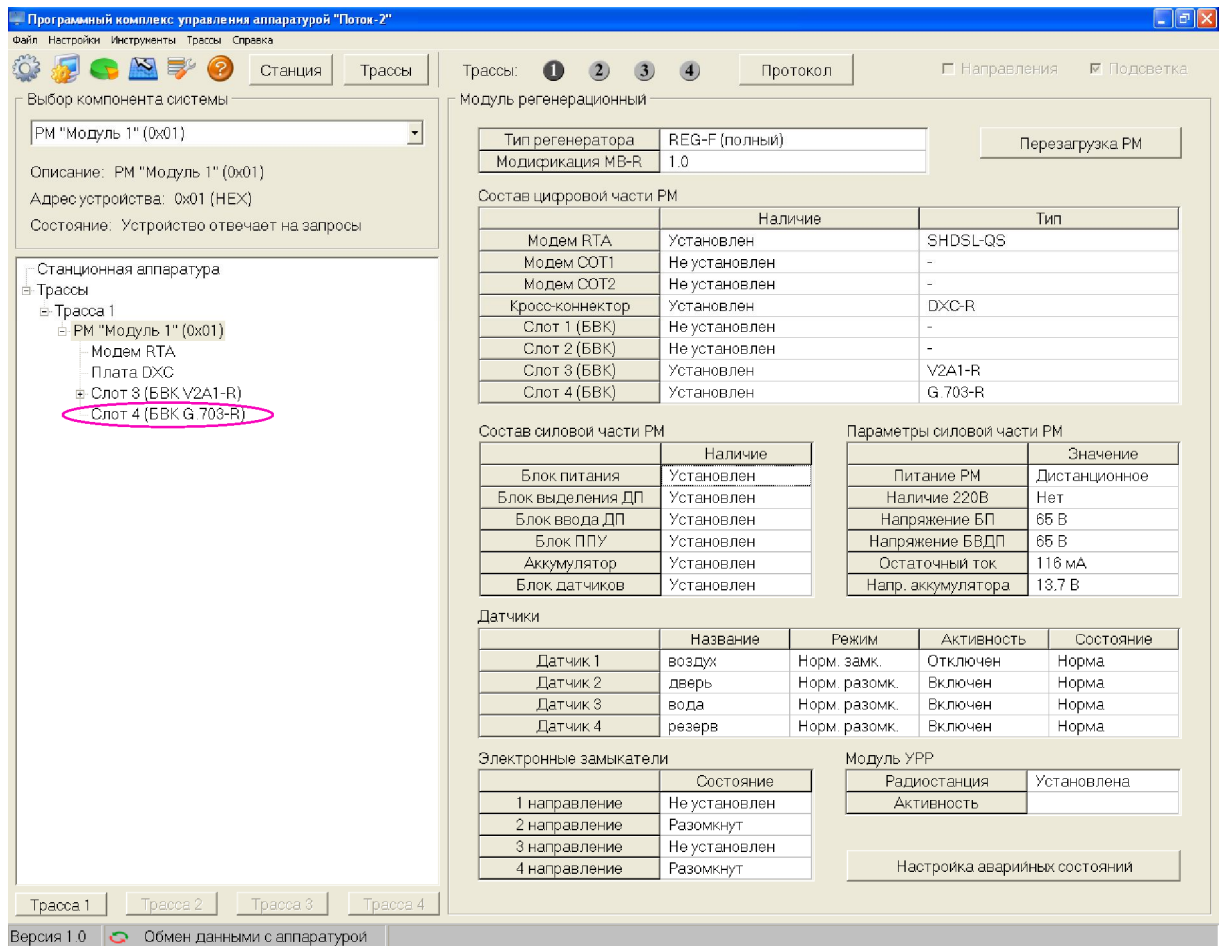 Программный комплекс управления аппаратурой "Поток-2"
Файл Настройки Инструменты Трассы Справка
Станция Трассы Трассы: 1 2 3 4 Протокол Направления Подсветка
Выбор компонента системы
РМ "Модуль 1" (0x01)
Описание: РМ "Модуль 1" (0x01)
Адрес устройства: 0x01 (HEX)
Состояние: Устройство отвечает на запросы
Станционная аппаратура
Трассы
Трасса 1
РМ "Модуль 1" (0x01)
Модем RTA
Плата DXC
Слот 3 (БВК V2A1-R)
Слот 4 (БВК G.703-R)
Трасса 1 Трасса 2 Трасса 3 Трасса 4
Модуль регенерационный
Тип регенератора REG-F (полный) Перезагрузка РМ
Модификация MB-R 1.0
Состав цифровой части РМ
Наличие Тип
Модем RTA Установлен SHDSL-QS
Модем COT1 Не установлен -
Модем COT2 Не установлен -
Кросс-коннектор Установлен DXC-R
Слот 1 (БВК) Не установлен -
Слот 2 (БВК) Не установлен -
Слот 3 (БВК) Установлен V2A1-R
Слот 4 (БВК) Установлен G.703-R
Состав силовой части РМ
Наличие
Блок питания Установлен
Блок выделения ДП Установлен
Блок ввода ДП Установлен
Блок ППУ Установлен
Аккумулятор Установлен
Блок датчиков Установлен
Параметры силовой части РМ
Значение
Питание РМ Дистанционное
Наличие 220В Нет
Напряжение БП 65 В
Напряжение БВДП 65 В
Остаточный ток 116 мА
Напр. аккумулятора 13,7 В
Датчики
Название Режим Активность Состояние
Датчик 1 воздух Норм. замк. Отключен Норма
Датчик 2 дверь Норм. разомк. Включен Норма
Датчик 3 вода Норм. разомк. Включен Норма
Датчик 4 резерв Норм. разомк. Включен Норма
Электронные замыкатели
Состояние
1 направление Не установлен
2 направление Разомкнут
3 направление Не установлен
4 направление Разомкнут
Модуль УРР
Радиостанция Установлена
Активность
Настройка аварийных состояний
Версия 1.0 Обмен данными с аппаратурой